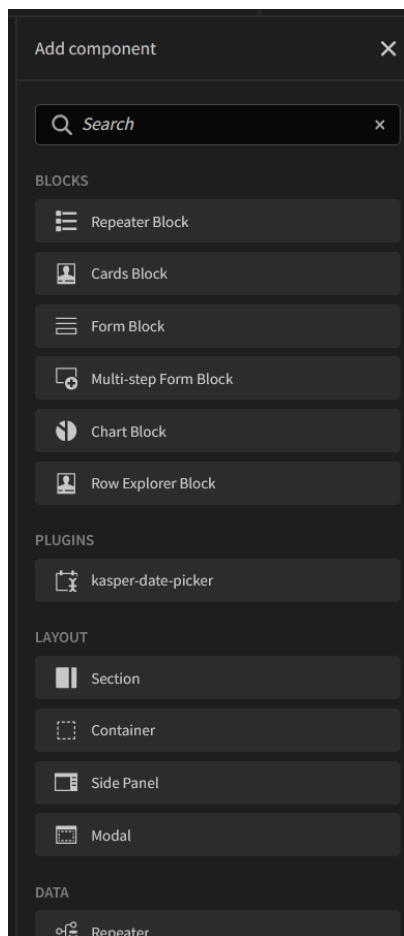 Add component
Search
BLOCKS
Repeater Block
Cards Block
Form Block
Multi-step Form Block
Chart Block
Row Explorer Block
PLUGINS
kasper-date-picker
LAYOUT
Section
Container
Side Panel
Modal
DATA
Repeater